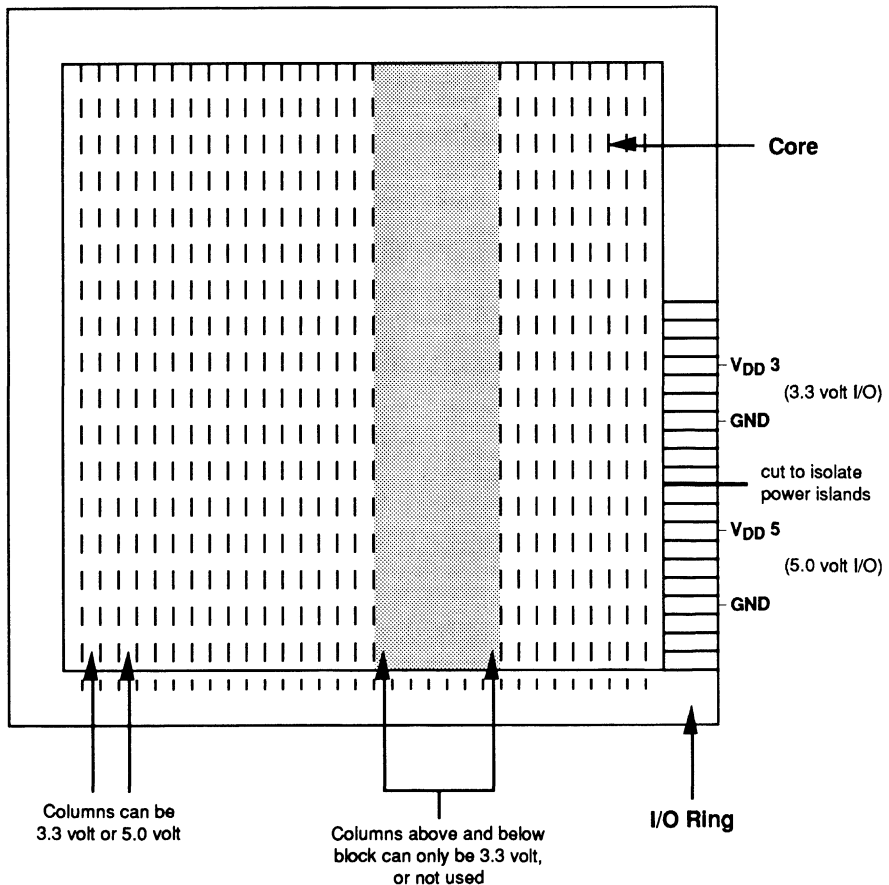 Core
VDD 3
(3.3 volt I/O)
GND
cut to isolate
power islands
VDD 5
(5.0 volt I/O)
GND
Columns can be
3.3 volt or 5.0 volt
Columns above and below
block can only be 3.3 volt,
or not used
I/O Ring